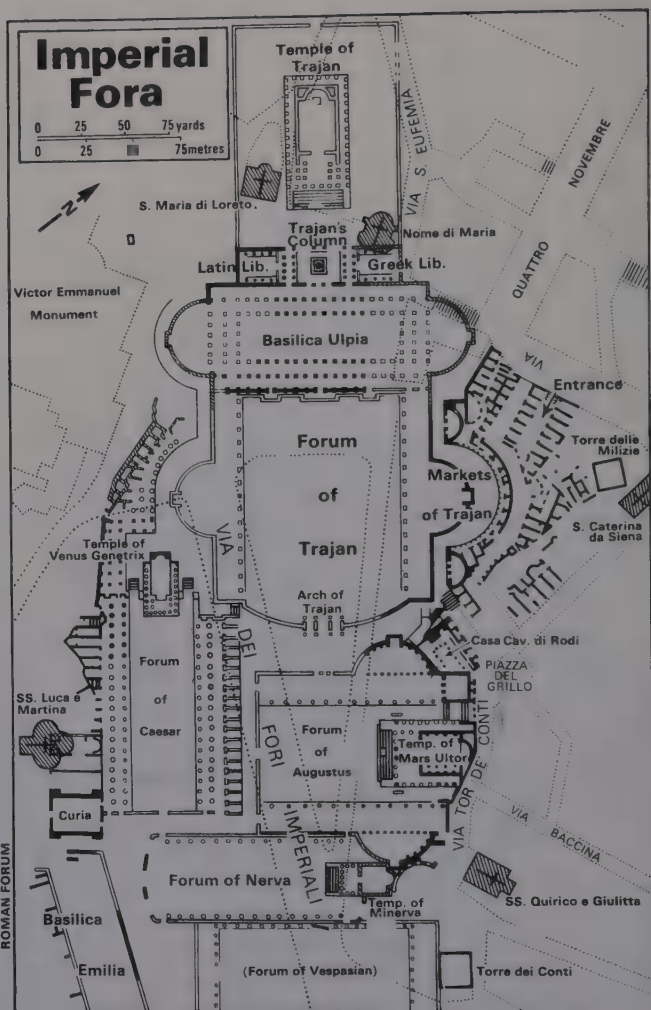 Imperial
Fora
0 25 50 75 yards
0 25 75 metres
N
Temple of
Trajan
VIA S. EUFEMIA
NOVEMBRE
QUATTRO
VIA
S. Maria di Loreto
Trajan's
Column
Nome di Maria
Latin Lib.
Greek Lib.
Victor Emmanuel
Monument
Basilica Ulpia
Entrance
Torre delle
Milizie
Forum
of
Trajan
Markets
of Trajan
S. Caterina
da Siena
VIA
DEI
FORI
IMPERIALI
Temple of
Venus Genetrix
Arch of
Trajan
Casa Cav. di Rodi
PIAZZA
DEL
GRILLO
Forum
of
Caesar
SS. Luca e
Martina
Forum
of
Augustus
Temp. of
Mars Ultor
VIA TOR DE CONTI
VIA BACCINA
Curia
Forum of Nerva
Temp. of
Minerva
SS. Quirico e Giulitta
ROMAN FORUM
Basilica
Emilia
(Forum of Vespasian)
Torre dei Conti